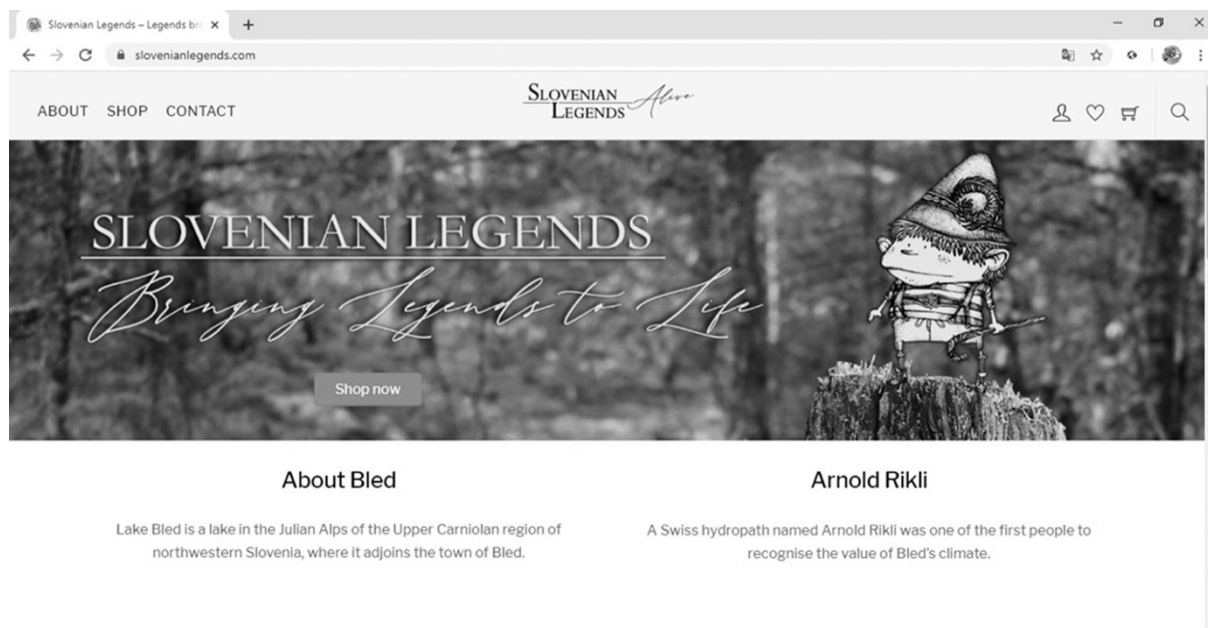 Slovenian Legends – Legends bro
slovenianlegends.com
ABOUT SHOP CONTACT
SLOVENIAN LEGENDS Alive
SLOVENIAN LEGENDS
Bringing Legends to Life
Shop now
About Bled
Lake Bled is a lake in the Julian Alps of the Upper Carniolan region of
northwestern Slovenia, where it adjoins the town of Bled.
Arnold Rikli
A Swiss hydropath named Arnold Rikli was one of the first people to
recognise the value of Bled's climate.